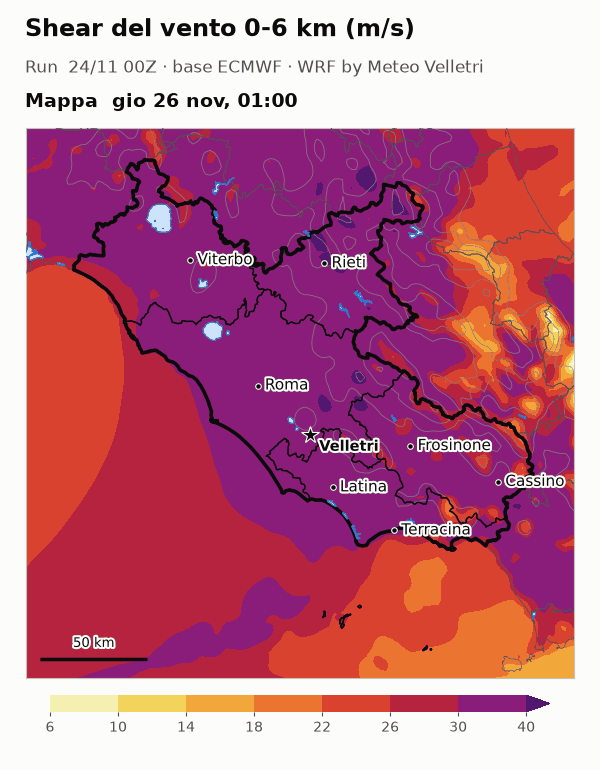 Shear del vento 0-6 km (m/s)
Run  24/11 00Z · base ECMWF · WRF by Meteo Velletri
Mappa  gio 26 nov, 01:00
Viterbo
Rieti
Roma
Velletri
Frosinone
Cassino
Latina
Terracina
50 km
6 10 14 18 22 26 30 40